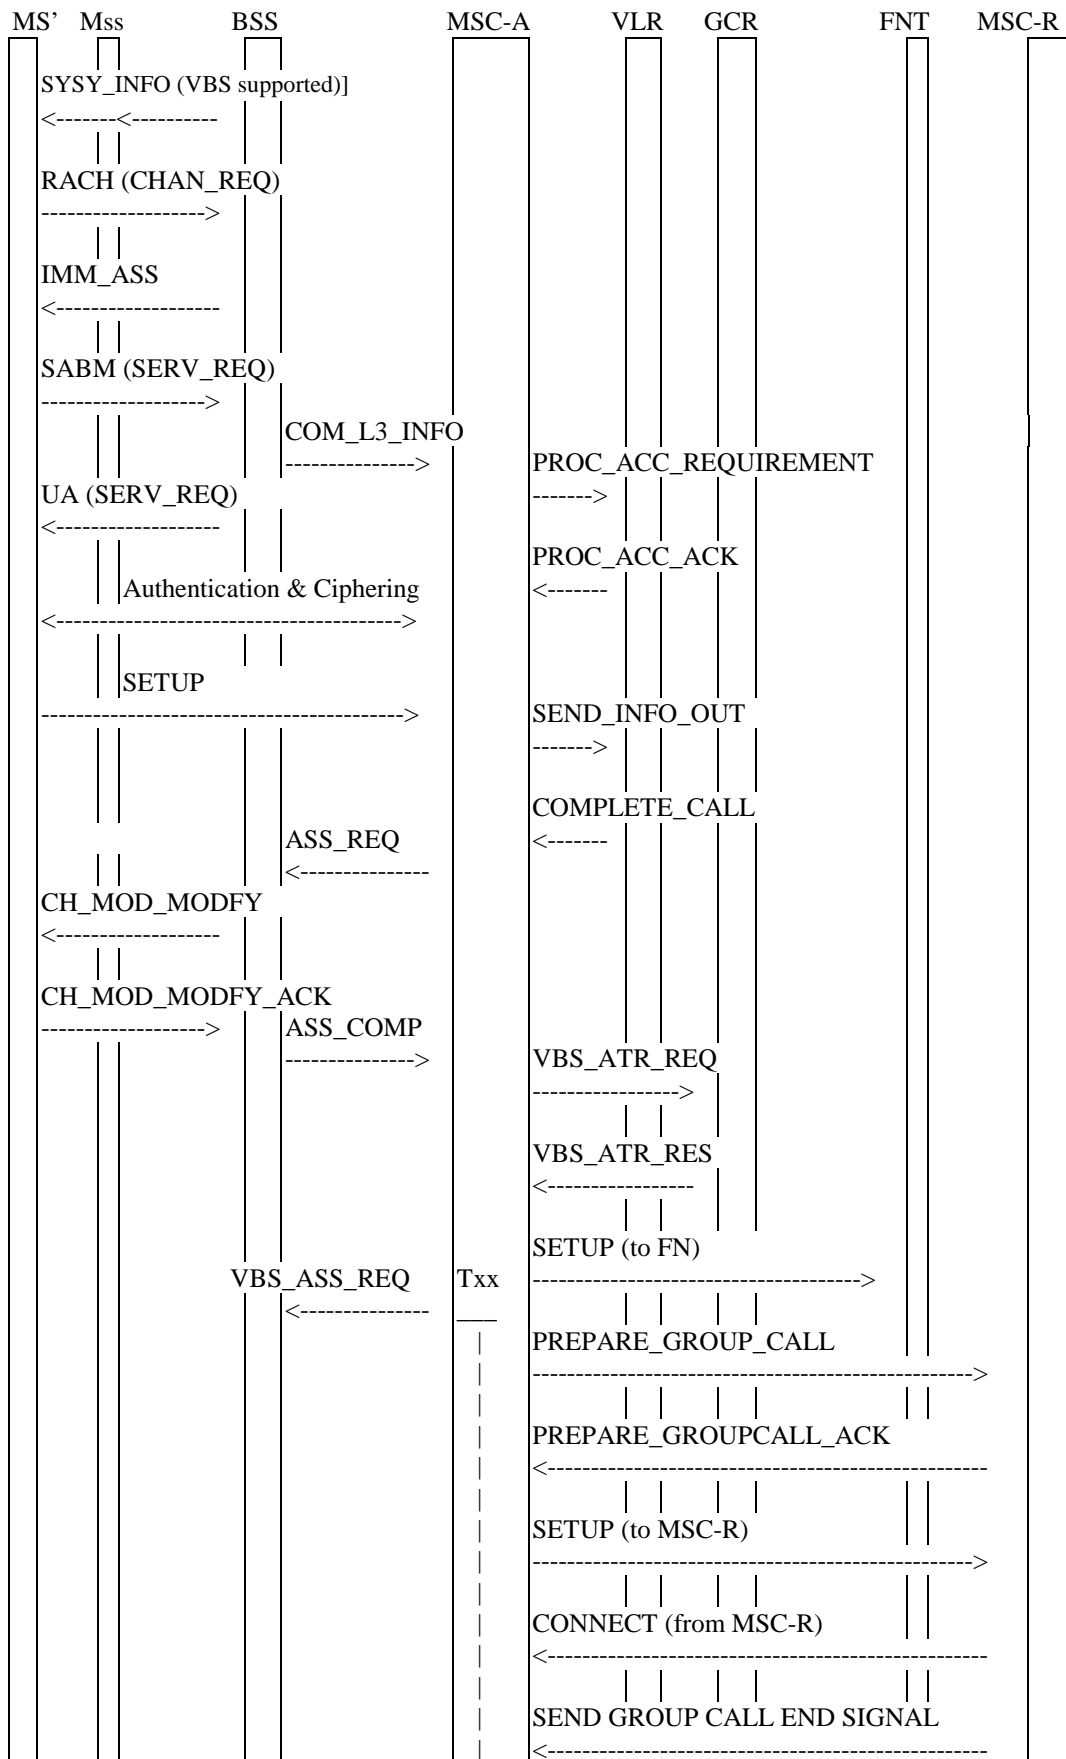 MS’ Mss BSS MSC-A VLR GCR FNT MSC-R
SYSY_INFO (VBS supported)]
<-------<----------
RACH (CHAN_REQ)
------------------->
IMM_ASS
<-------------------
SABM (SERV_REQ)
------------------->
COM_L3_INFO
---------------> PROC_ACC_REQUIREMENT
UA (SERV_REQ) ------->
<-------------------
PROC_ACC_ACK
Authentication & Ciphering <-------
<---------------------------------------->
SETUP
------------------------------------------> SEND_INFO_OUT
------->
COMPLETE_CALL
ASS_REQ <-------
<---------------
CH_MOD_MODFY
<-------------------
CH_MOD_MODFY_ACK
-------------------> ASS_COMP
---------------> VBS_ATR_REQ
----------------->
VBS_ATR_RES
<-----------------
SETUP (to FN)
VBS_ASS_REQ Txx -------------------------------------->
<--------------- ___
PREPARE_GROUP_CALL
--------------------------------------------------->
PREPARE_GROUPCALL_ACK
<---------------------------------------------------
SETUP (to MSC-R)
--------------------------------------------------->
CONNECT (from MSC-R)
<---------------------------------------------------
SEND GROUP CALL END SIGNAL
<---------------------------------------------------